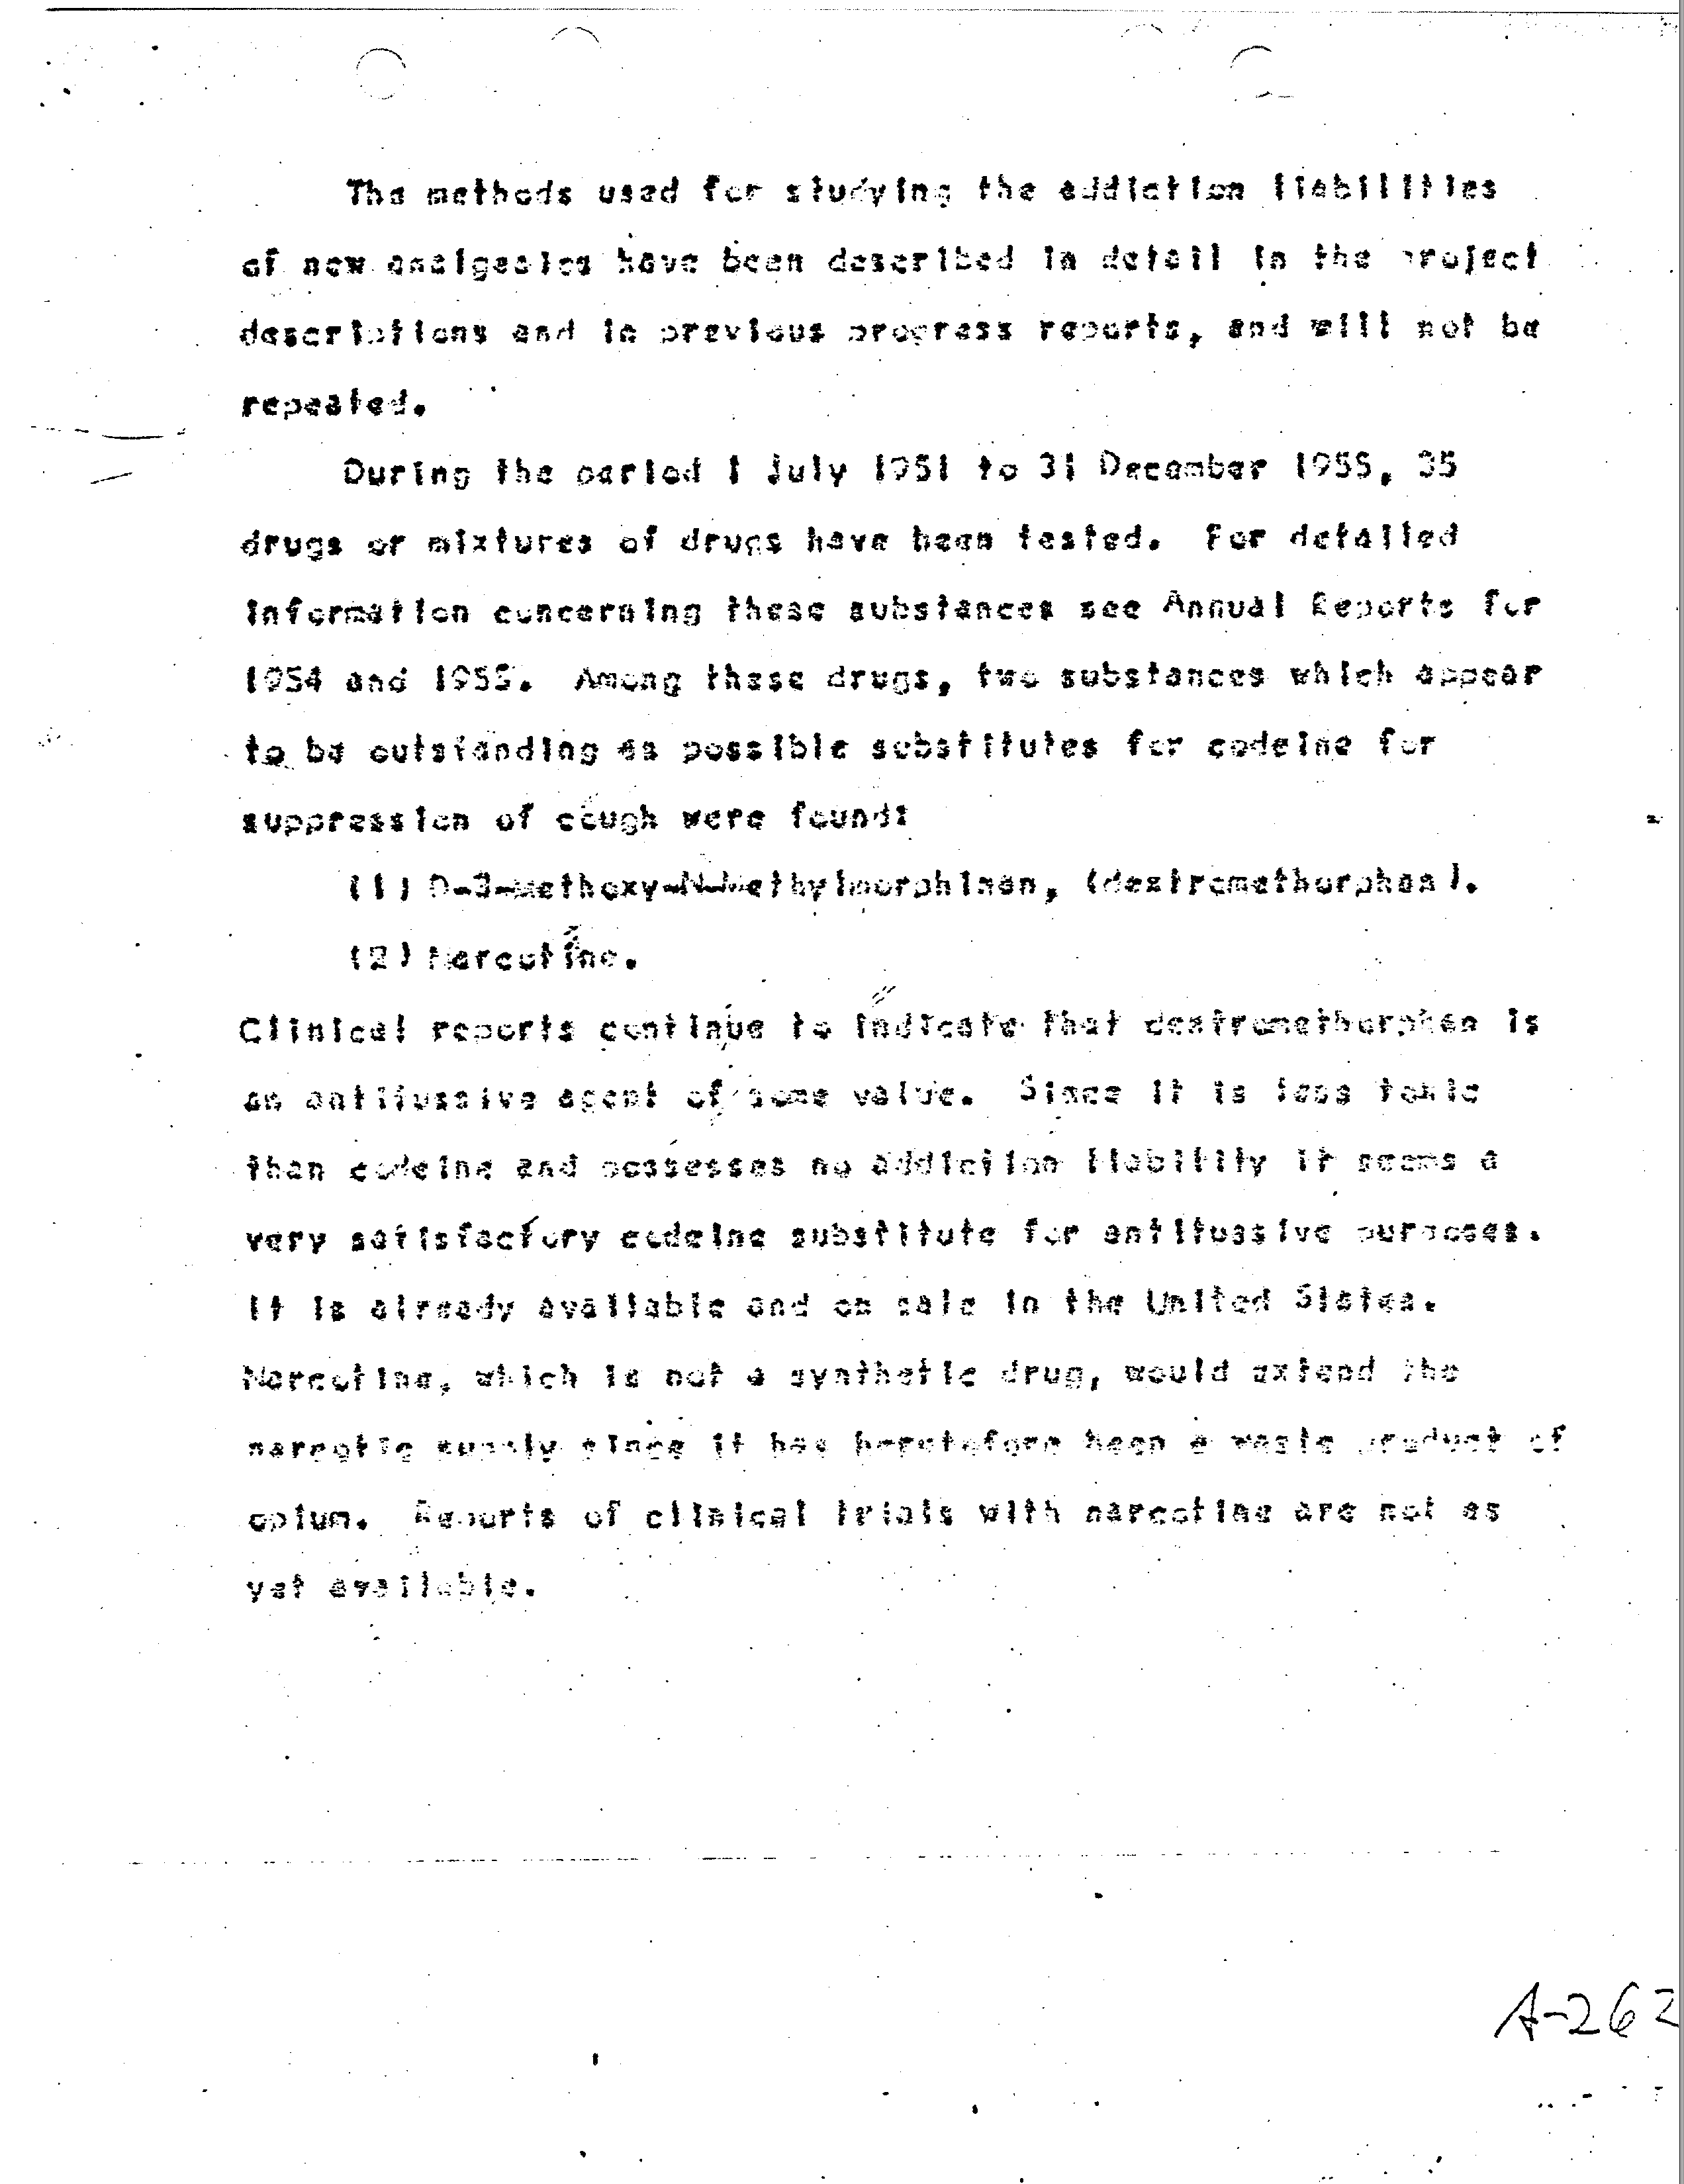 The methods used for studying the addiction liabilities
of new analgesics have been described in detail in the project
descriptions and in previous progress reports, and will not be
repeated.
During the period 1 July 1951 to 31 December 1955, 35
drugs or mixtures of drugs have been tested. For detailed
information concerning these substances see Annual Reports for
1954 and 1955. Among these drugs, two substances which appear
to be outstanding as possible substitutes for codeine for
suppression of cough were found:
(1) D-3-methoxy-N-Methylmorphinan, (dextromethorphan).
(2) Narcotine.
Clinical reports continue to indicate that dextromethorphan is
an antitussive agent of some value. Since it is less toxic
than codeine and possesses no addiction liability it seems a
very satisfactory codeine substitute for antitussive purposes.
It is already available and on sale in the United States.
Narcotine, which is not a synthetic drug, would extend the
narcotic supply since it has heretofore been a waste product of
opium. Reports of clinical trials with narcotine are not as
yet available.
A-262